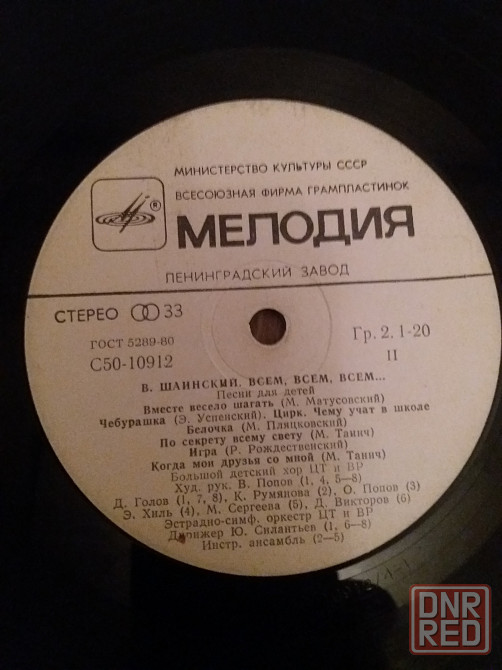 МИНИСТЕРСТВО КУЛЬТУРЫ СССР
ВСЕСОЮЗНАЯ ФИРМА ГРАМПЛАСТИНОК
МЕЛОДИЯ
ЛЕНИНГРАДСКИЙ ЗАВОД
СТЕРЕО 33
ГОСТ 5289-80
Гр. 2. 1-20
С50-10912
II
В. ШАИНСКИЙ. ВСЕМ, ВСЕМ, ВСЕМ...
Песни для детей
Вместе весело шагать (М. Матусовский)
Чебурашка (Э. Успенский). Цирк. Чему учат в школе
Белочка (М. Пляцковский)
По секрету всему свету (М. Танич)
Игра (Р. Рождественский)
Когда мои друзья со мной (М. Танич)
Большой детский хор ЦТ и ВР
Худ. рук. В. Попов (1, 4, 5—8)
Д. Голов (1, 7, 8), К. Румянова (2), О. Попов (3)
Э. Хиль (4), М. Сергеева (5), Д. Викторов (6)
Эстрадно-симф. оркестр ЦТ и ВР
Дирижер Ю. Силантьев (1, 6—8)
Инстр. ансамбль (2—5)
DNR
RED